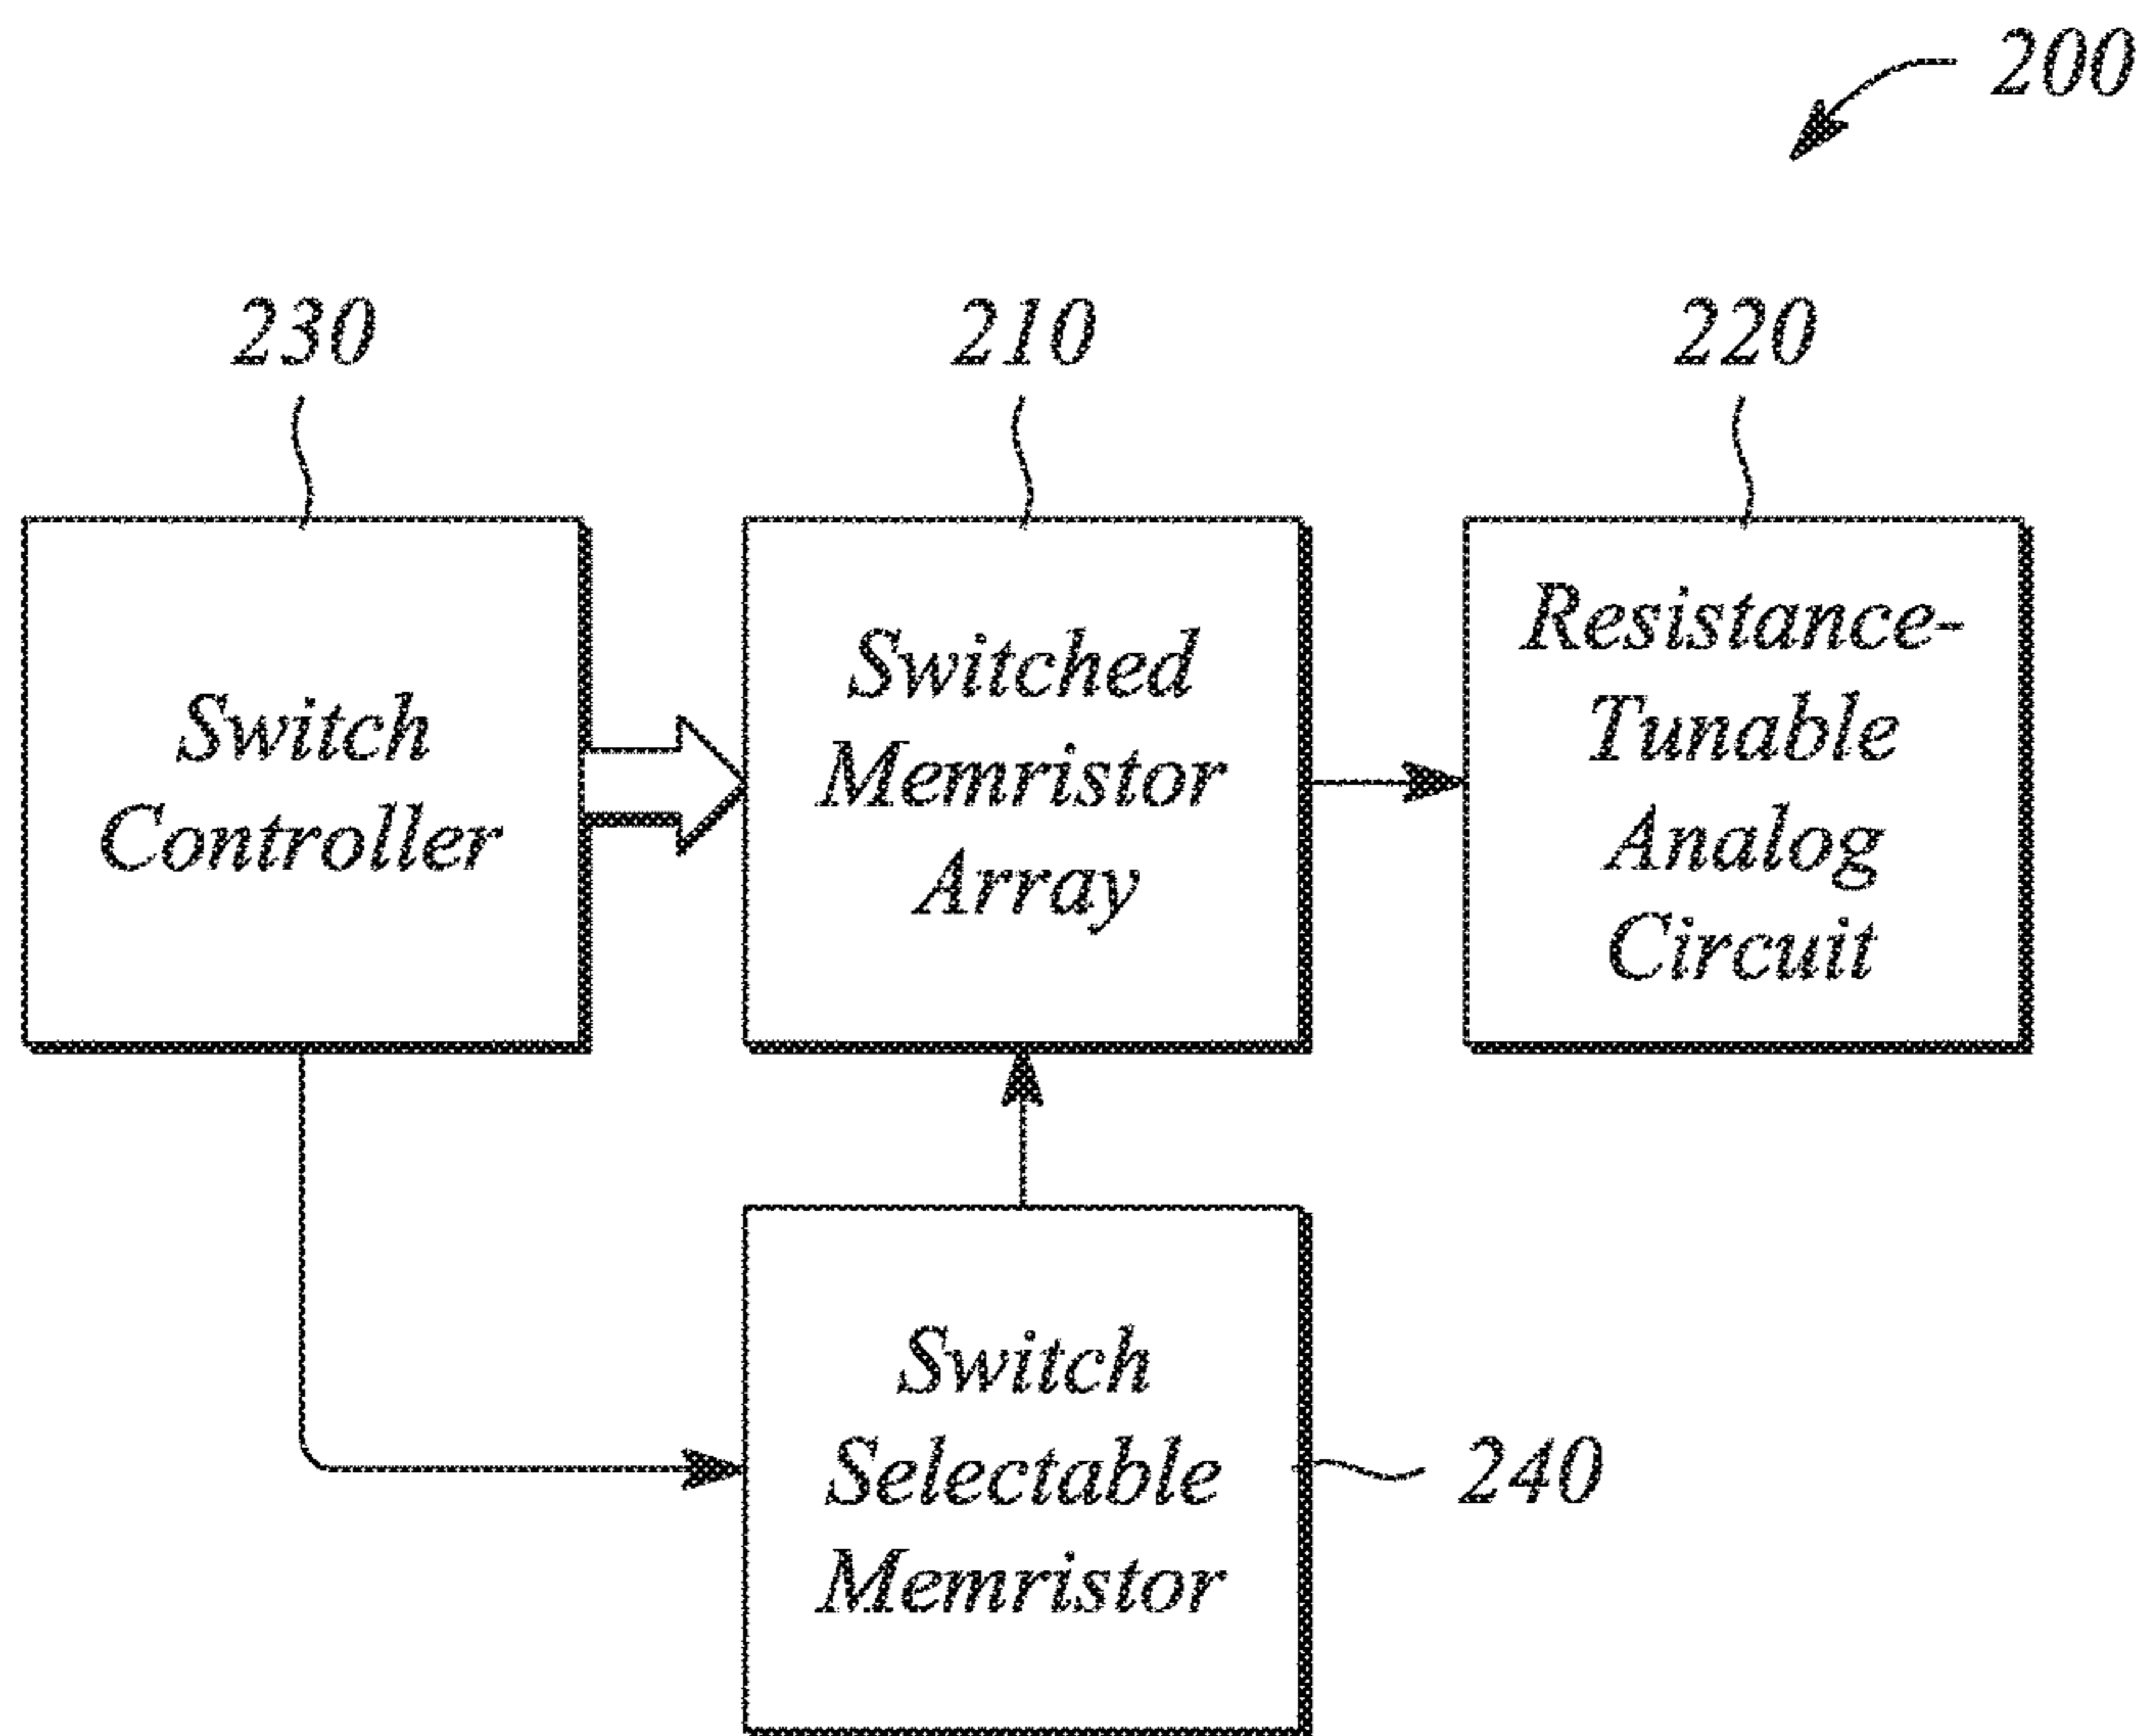 200
230
210
220
Switch
Controller
Switched
Memristor
Array
Resistance-
Tunable
Analog
Circuit
Switch
Selectable
Memristor
240